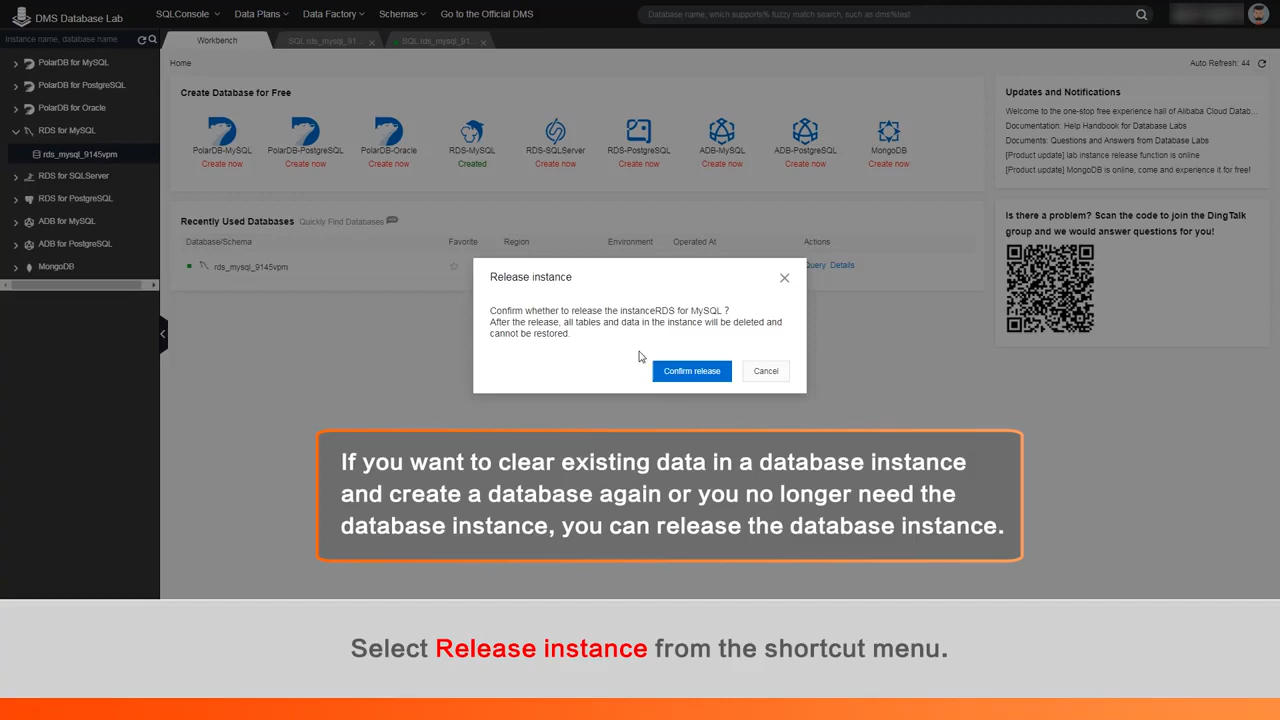 DMS Database Lab
SQLConsole
Data Plans
Data Factory
Schemas
Go to the Official DMS
Database name, which supports% fuzzy match search, such as dms%test
Instance name, database name
PolarDB for MySQL
PolarDB for PostgreSQL
PolarDB for Oracle
RDS for MySQL
rds_mysql_9145vpm
RDS for SQLServer
RDS for PostgreSQL
ADB for MySQL
ADB for PostgreSQL
MongoDB
Workbench
SQL rds_mysql_91...
SQL rds_mysql_91...
Home
Auto Refresh: 44
Create Database for Free
PolarDB-MySQL
Create now
PolarDB-PostgreSQL
Create now
PolarDB-Oracle
Create now
RDS-MySQL
Created
RDS-SQLServer
Create now
RDS-PostgreSQL
Create now
ADB-MySQL
Create now
ADB-PostgreSQL
Create now
MongoDB
Create now
Recently Used Databases Quickly Find Databases
Database/Schema Favorite Region Environment Operated At Actions
rds_mysql_9145vpm
Query Details
Updates and Notifications
Welcome to the one-stop free experience hall of Alibaba Cloud Datab...
Documentation: Help Handbook for Database Labs
Documents: Questions and Answers from Database Labs
[Product update] lab instance release function is online
[Product update] MongoDB is online, come and experience it for free!
Is there a problem? Scan the code to join the DingTalk
group and we would answer questions for you!
Release instance
Confirm whether to release the instanceRDS for MySQL ?
After the release, all tables and data in the instance will be deleted and
cannot be restored.
Confirm release
Cancel
If you want to clear existing data in a database instance
and create a database again or you no longer need the
database instance, you can release the database instance.
Select Release instance from the shortcut menu.